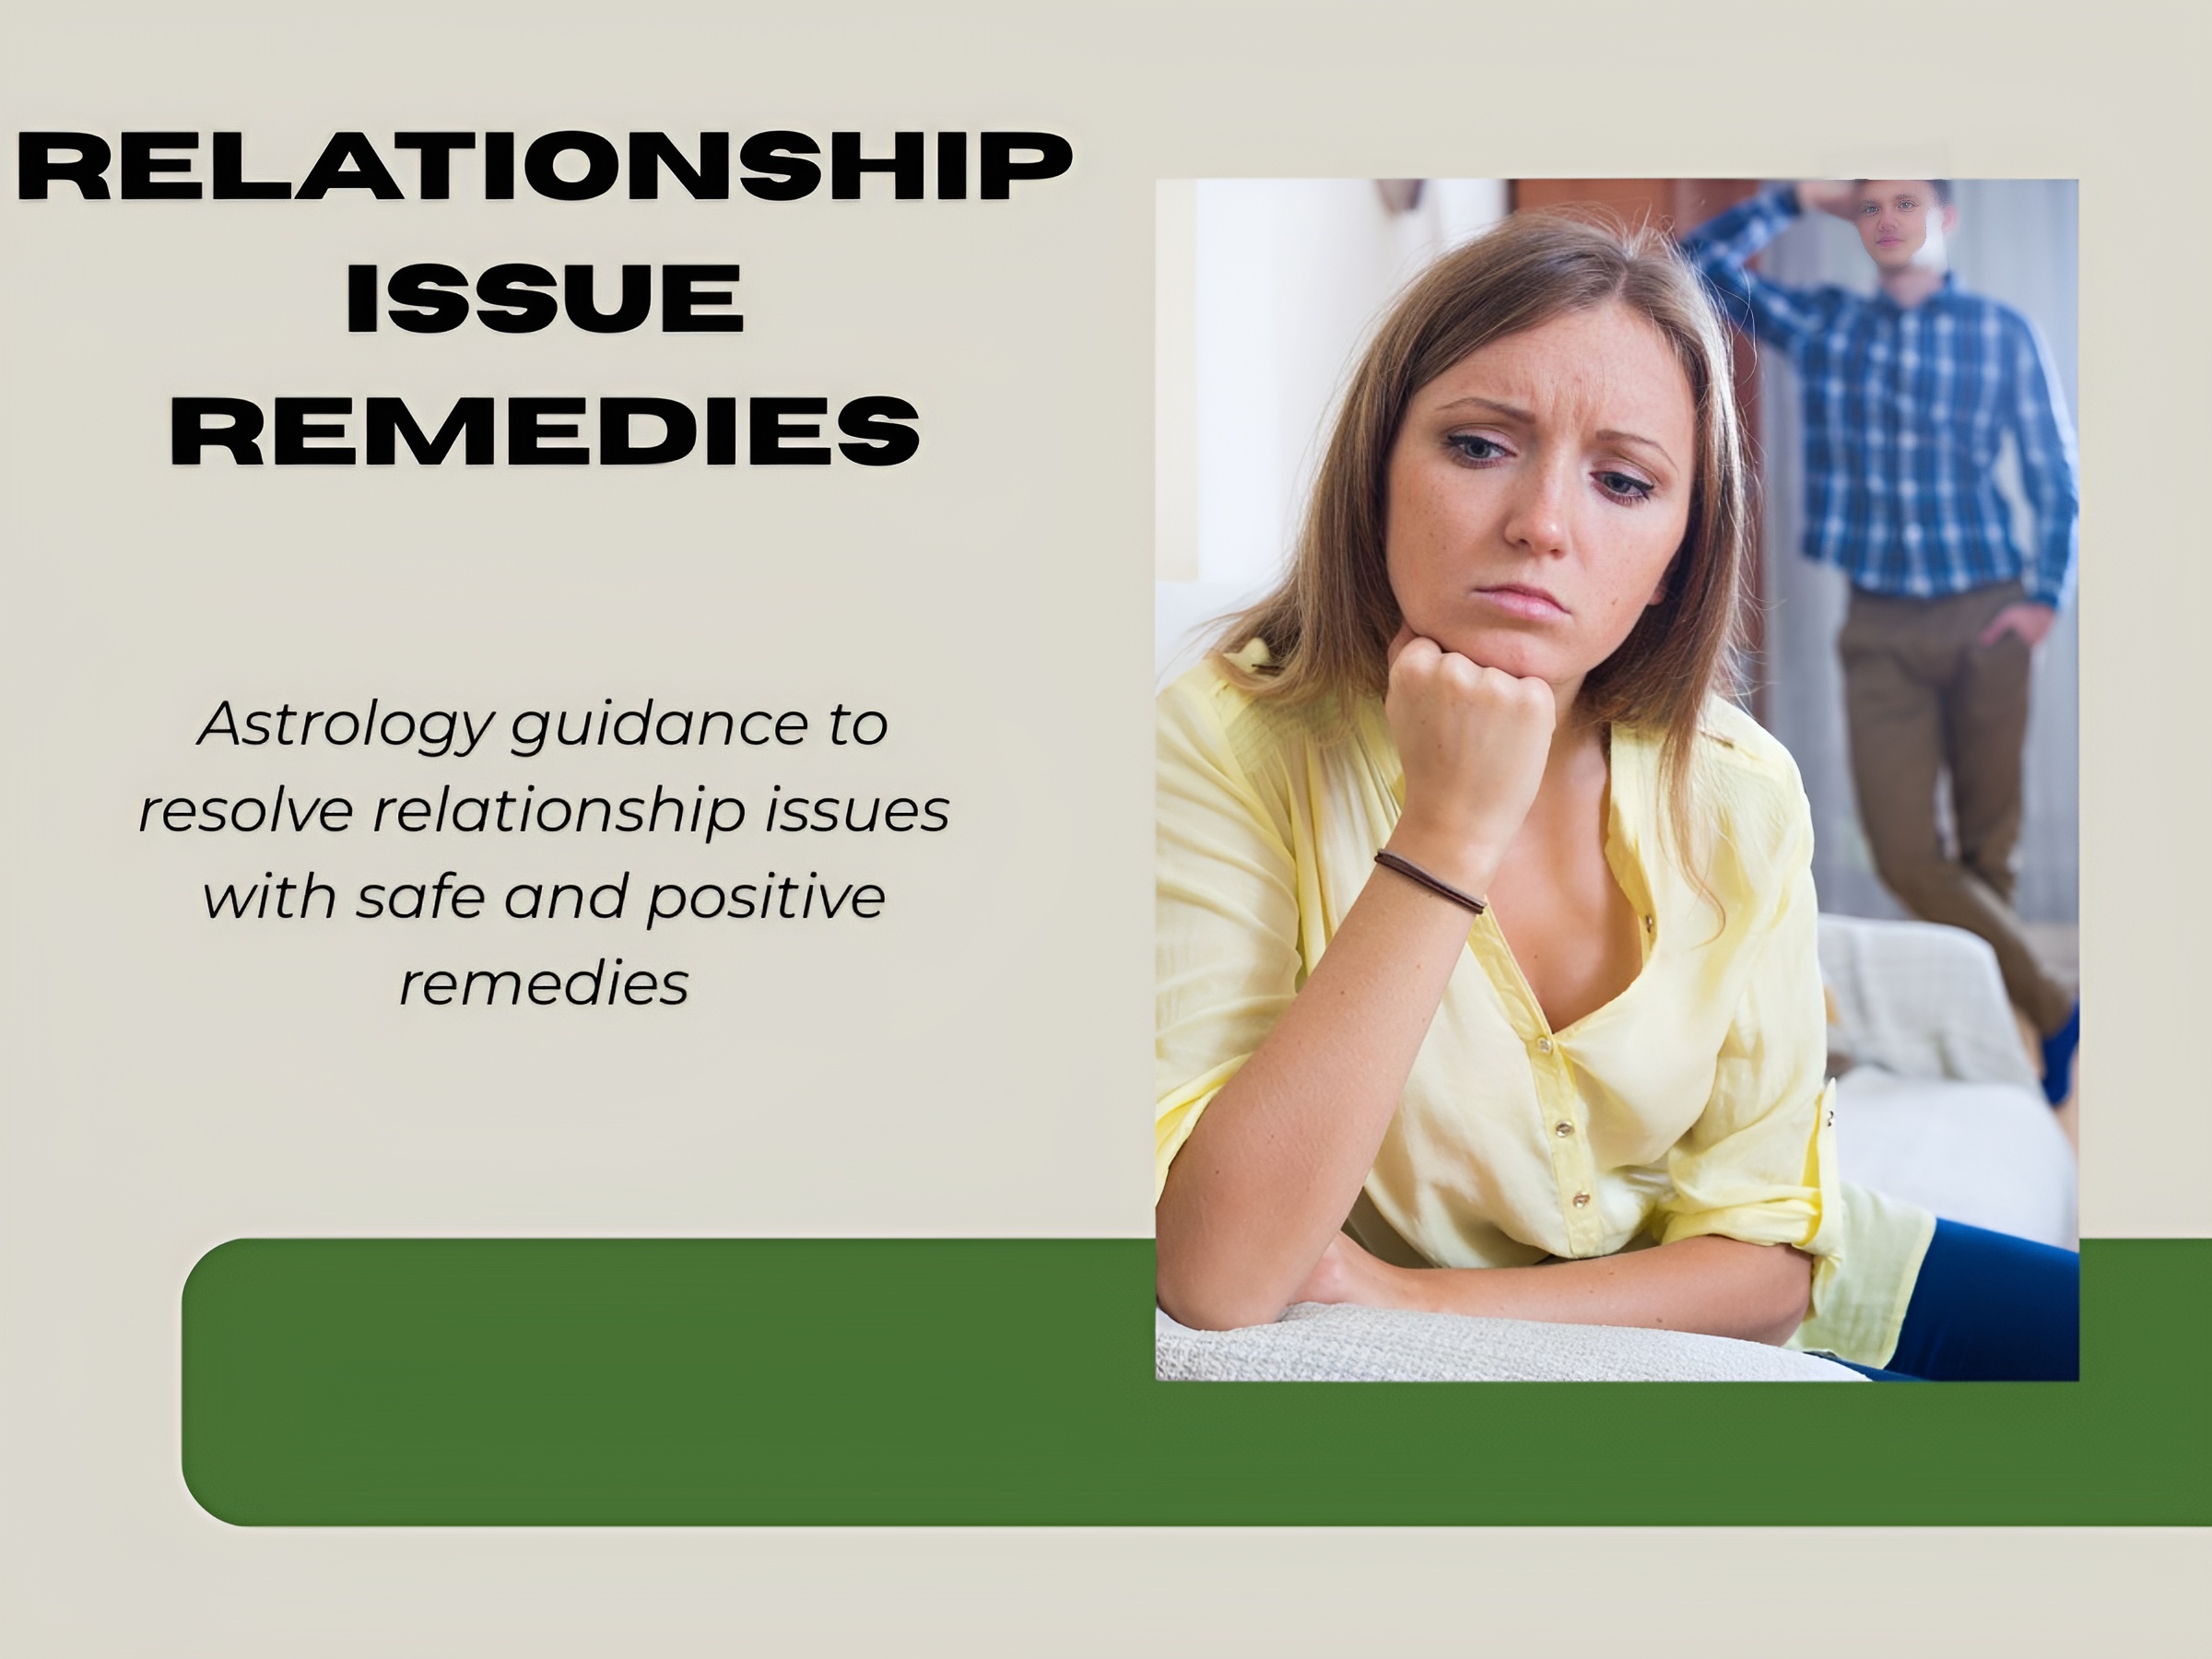 RELATIONSHIP
ISSUE
REMEDIES
Astrology guidance to
resolve relationship issues
with safe and positive
remedies